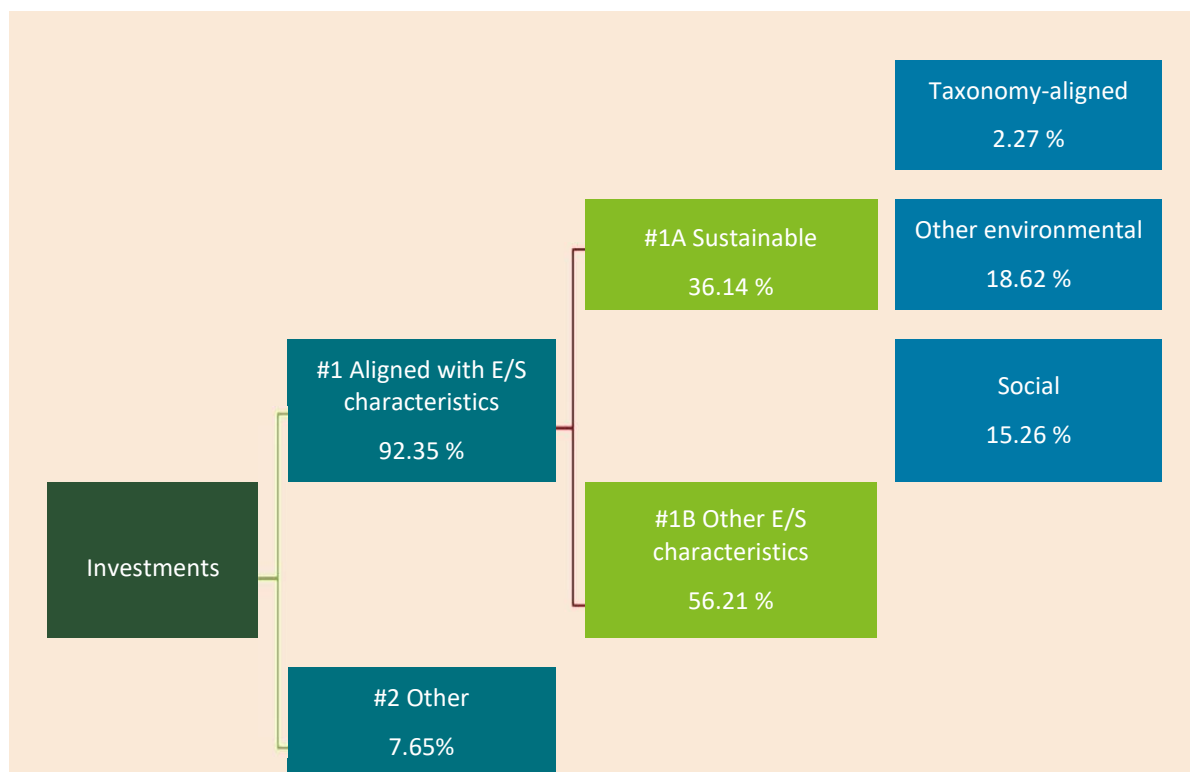 Investments
#1 Aligned with E/S
characteristics
92.35 %
#2 Other
7.65%
#1A Sustainable
36.14 %
#1B Other E/S
characteristics
56.21 %
Taxonomy-aligned
2.27 %
Other environmental
18.62 %
Social
15.26 %